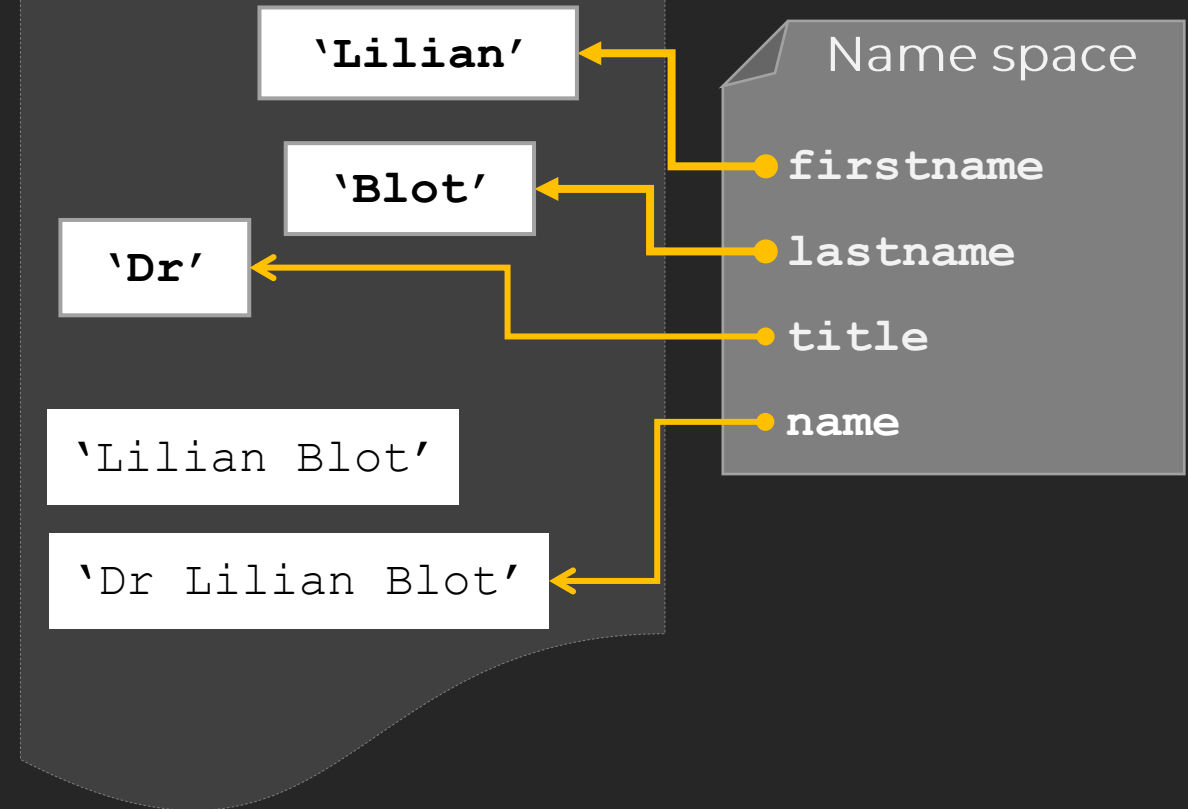 ‘Lilian’
‘Blot’
‘Dr’
‘Lilian Blot’
‘Dr Lilian Blot’
Name space
firstname
lastname
title
name